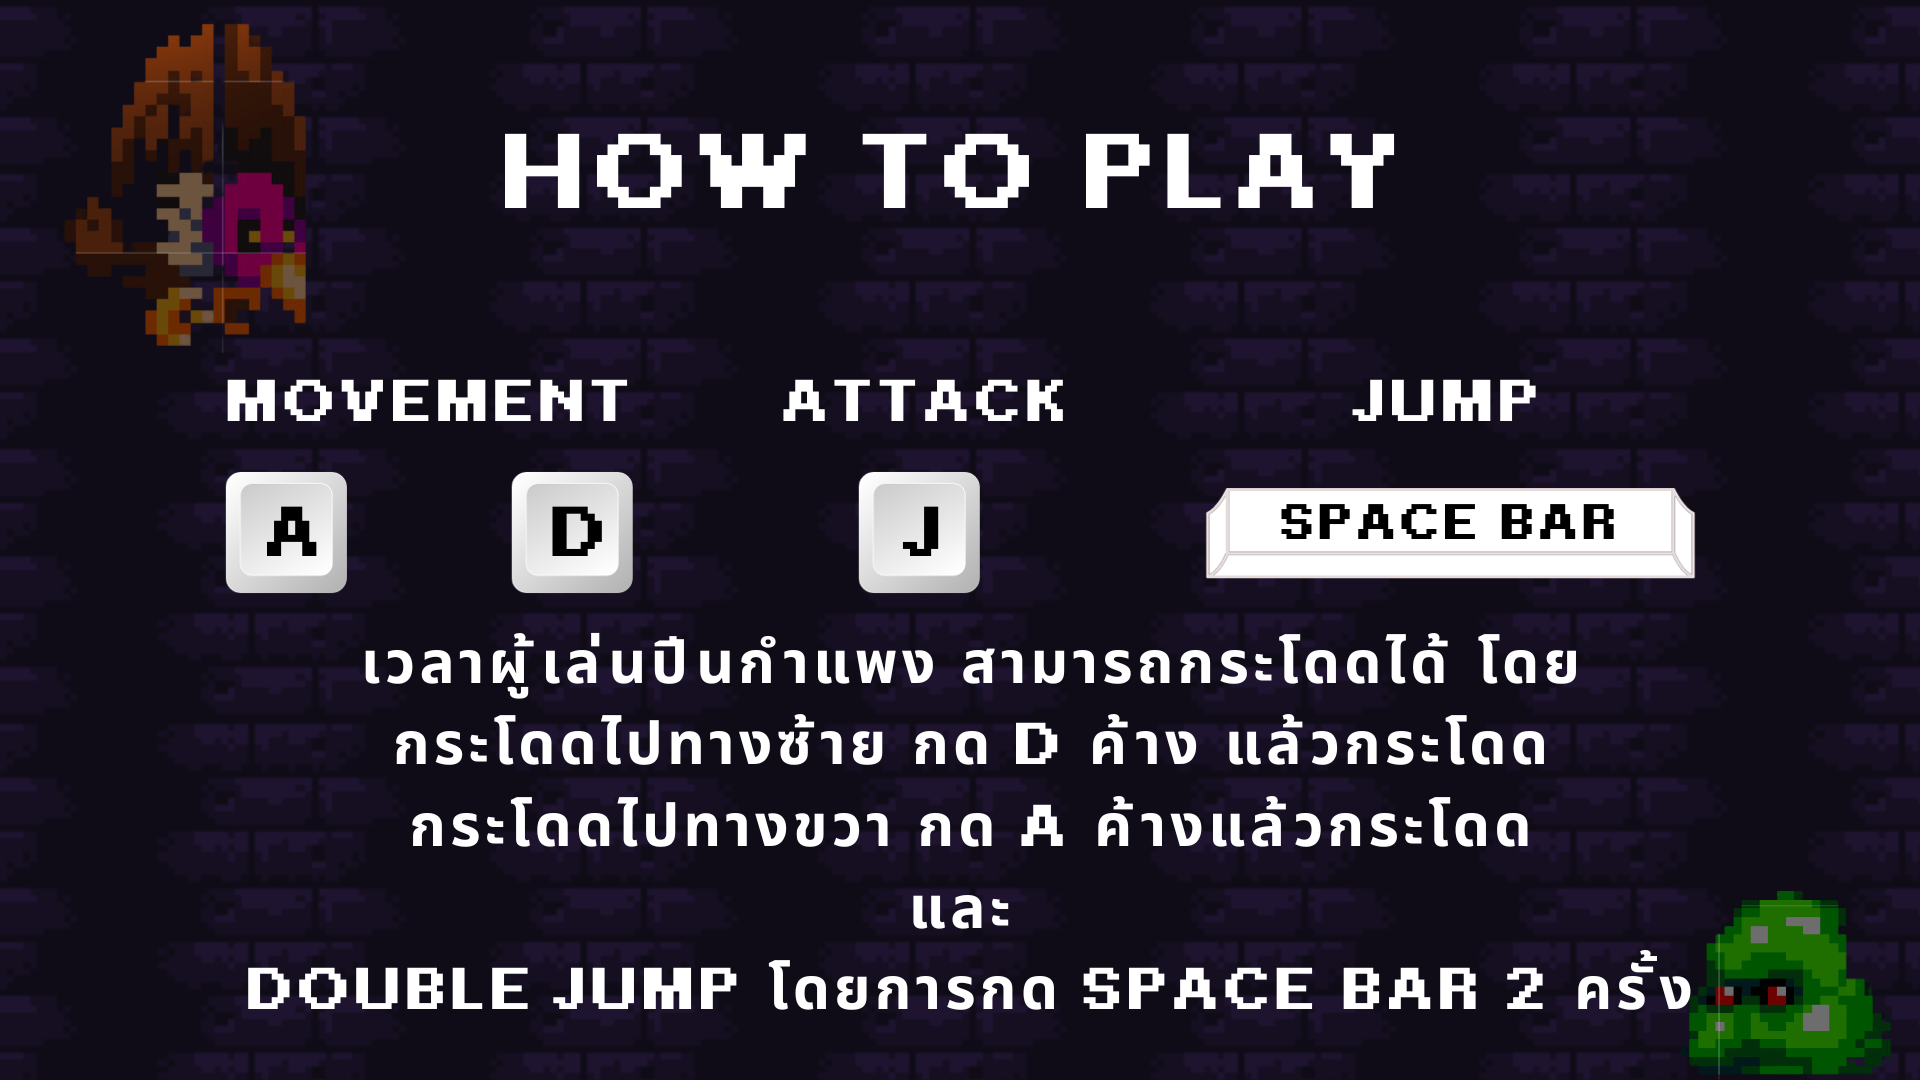 HOW TO PLAY
MOVEMENT ATTACK JUMP
A D J SPACE BAR
เวลาผู้เล่นปีนกำแพง สามารถกระโดดได้ โดย
กระโดดไปทางซ้าย กด D ค้าง แล้วกระโดด
กระโดดไปทางขวา กด A ค้างแล้วกระโดด
และ
DOUBLE JUMP โดยการกด SPACE BAR 2 ครั้ง